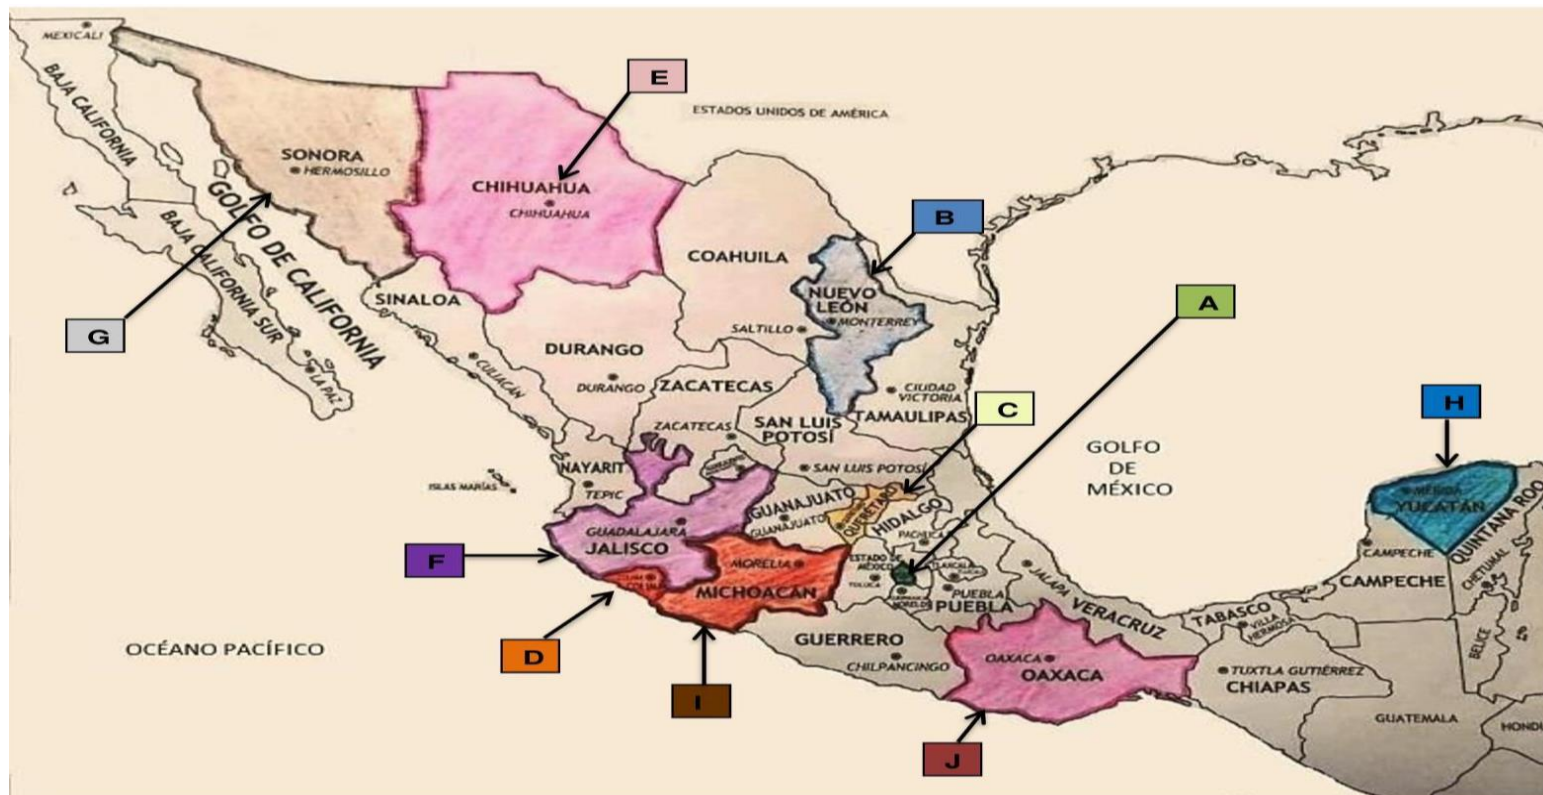 MEXICALI
BAJA CALIFORNIA
E
ESTADOS UNIDOS DE AMÉRICA
SONORA
HERMOSILLO
CHIHUAHUA
CHIHUAHUA
GOLFO DE CALIFORNIA
BAJA CALIFORNIA SUR
B
COAHUILA
SINALOA
NUEVO
LEÓN
MONTERREY
SALTILLO
A
G
DURANGO
DURANGO
CULIACÁN
LA PAZ
ZACATECAS
ZACATECAS
CIUDAD
VICTORIA
TAMAULIPAS
SAN LUIS
POTOSÍ
SAN LUIS POTOSÍ
C
H
GOLFO
DE
MÉXICO
NAYARIT
TEPIC
ISLAS MARÍAS
GUANAJUATO
GUANAJUATO
QUERÉTARO
HIDALGO
PACHUCA
MÉRIDA
YUCATÁN
QUINTANA ROO
CAMPECHE
CAMPECHE
CHETUMAL
GUADALAJARA
JALISCO
F
MORELIA
MICHOACÁN
COLIMA
ESTADO DE
MÉXICO
TOLUCA
TLAXCALA
MORELOS
PUEBLA
PUEBLA
JALAPA
VERACRUZ
TABASCO
VILLA
HERMOSA
BELICE
OCÉANO PACÍFICO
D
GUERRERO
CHILPANCINGO
OAXACA
OAXACA
TUXTLA GUTIÉRREZ
CHIAPAS
GUATEMALA
HONDU
I
J